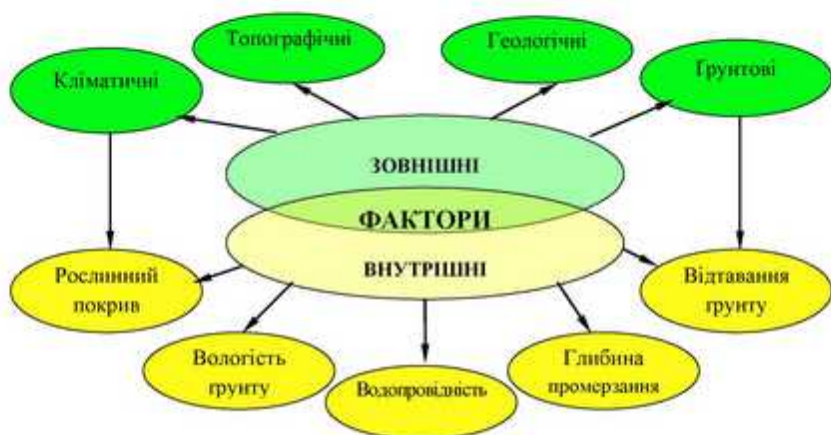 Топографічні
Геологічні
Кліматичні
Ґрунтові
ЗОВНІШНІ
ФАКТОРИ
ВНУТРІШНІ
Рослинний
покрив
Відтавання
ґрунту
Вологість
ґрунту
Водопровідність
Глибина
промерзання